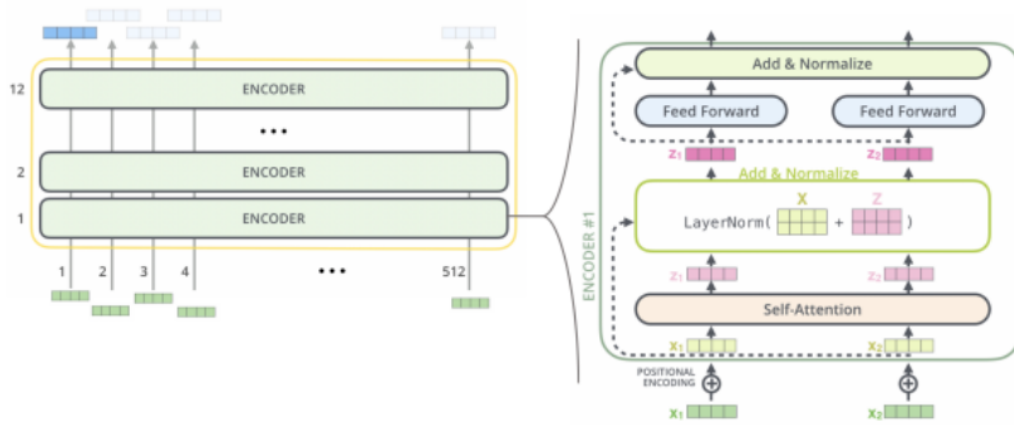 12
ENCODER
•••
2
ENCODER
1
ENCODER
1 2 3 4 ••• 512
ENCODER #1
Add & Normalize
Feed Forward Feed Forward
z₁ z₂
Add & Normalize
X Z
LayerNorm( + )
z₁ z₂
Self-Attention
x₁ x₂
POSITIONAL
ENCODING
x₁ x₂